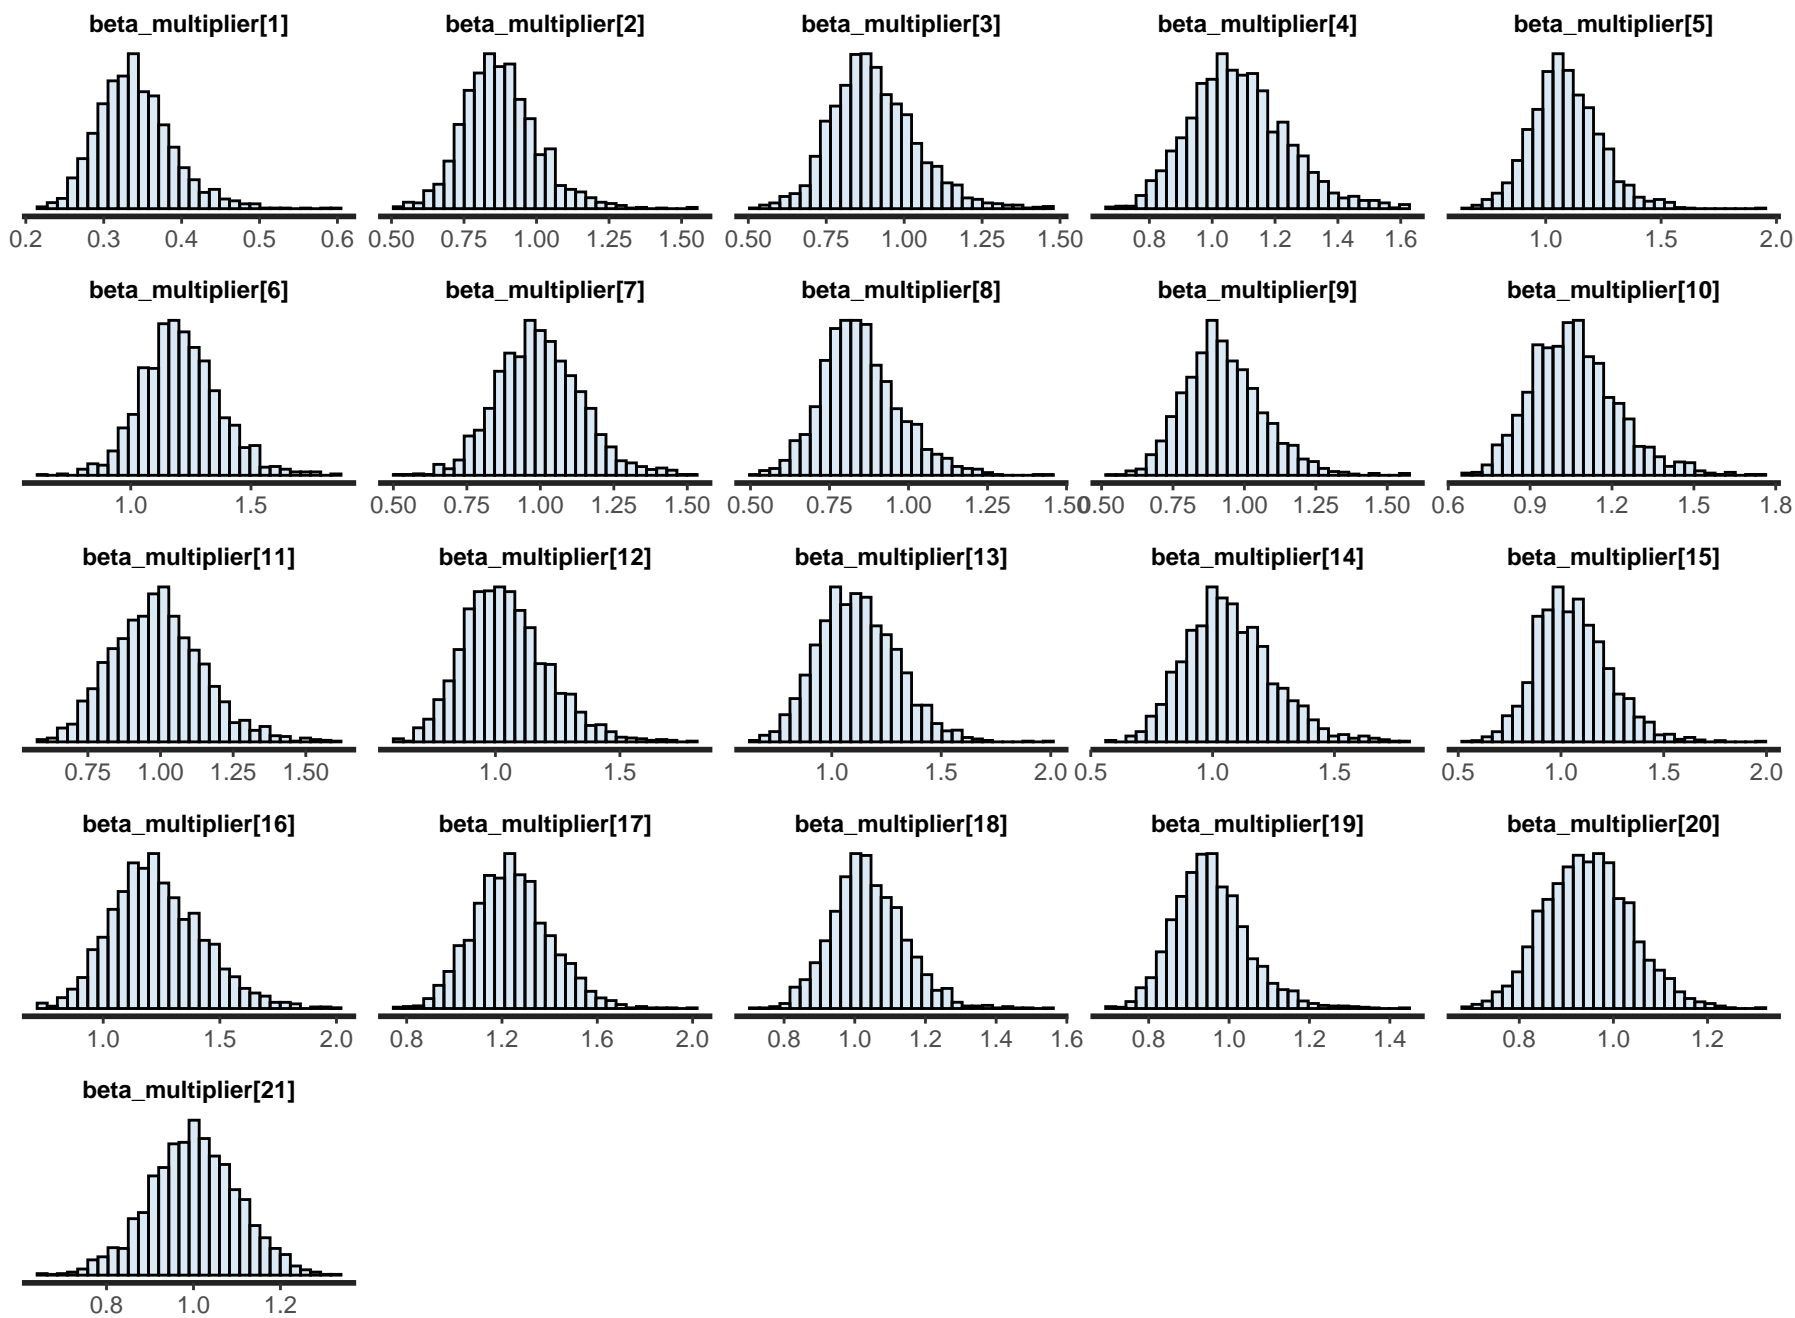 beta_multiplier[1] beta_multiplier[2] beta_multiplier[3] beta_multiplier[4] beta_multiplier[5]
0.2 0.3 0.4 0.5 0.6 0.50 0.75 1.00 1.25 1.50 0.50 0.75 1.00 1.25 1.50 0.8 1.0 1.2 1.4 1.6 1.0 1.5 2.0
beta_multiplier[6] beta_multiplier[7] beta_multiplier[8] beta_multiplier[9] beta_multiplier[10]
1.0 1.5 0.50 0.75 1.00 1.25 1.50 0.50 0.75 1.00 1.25 1.50 0.50 0.75 1.00 1.25 1.50 0.6 0.9 1.2 1.5 1.8
beta_multiplier[11] beta_multiplier[12] beta_multiplier[13] beta_multiplier[14] beta_multiplier[15]
0.75 1.00 1.25 1.50 1.0 1.5 1.0 1.5 2.0 0.5 1.0 1.5 0.5 1.0 1.5 2.0
beta_multiplier[16] beta_multiplier[17] beta_multiplier[18] beta_multiplier[19] beta_multiplier[20]
1.0 1.5 2.0 0.8 1.2 1.6 2.0 0.8 1.0 1.2 1.4 1.6 0.8 1.0 1.2 1.4 0.8 1.0 1.2
beta_multiplier[21]
0.8 1.0 1.2